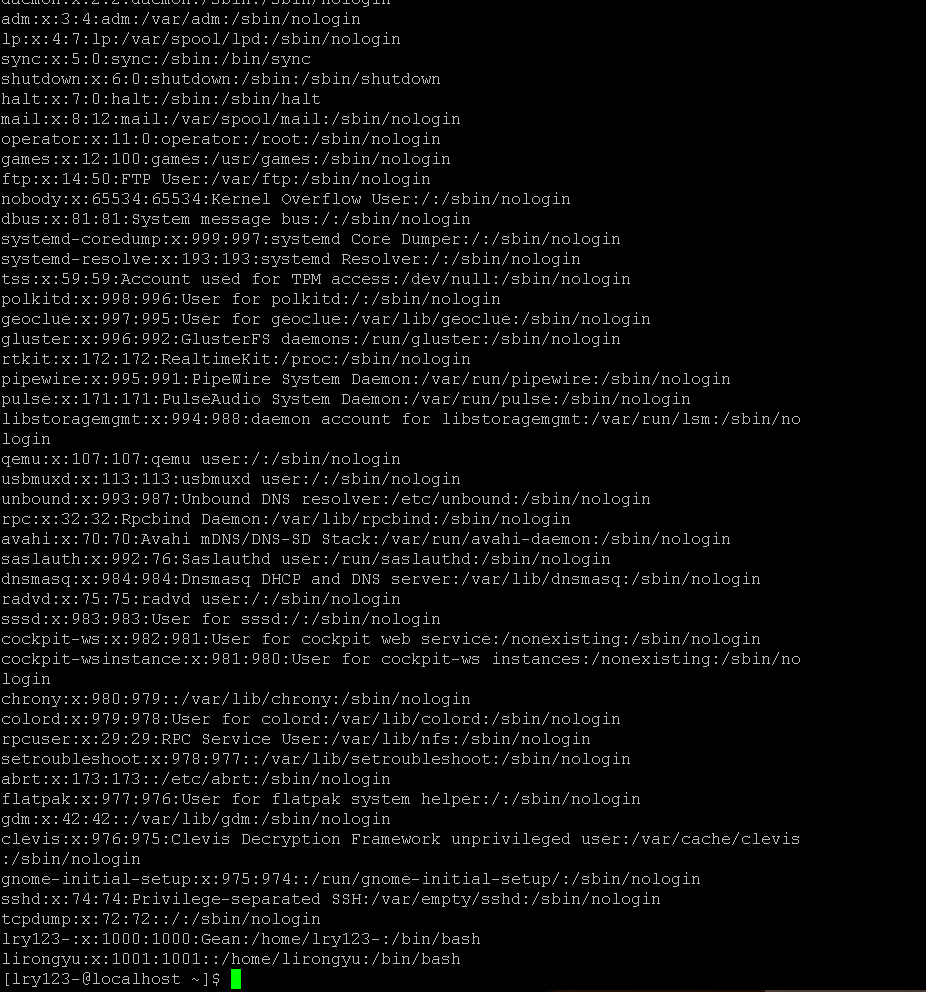 daemon:x:2:2:daemon:/sbin:/sbin/nologin
adm:x:3:4:adm:/var/adm:/sbin/nologin
lp:x:4:7:lp:/var/spool/lpd:/sbin/nologin
sync:x:5:0:sync:/sbin:/bin/sync
shutdown:x:6:0:shutdown:/sbin:/sbin/shutdown
halt:x:7:0:halt:/sbin:/sbin/halt
mail:x:8:12:mail:/var/spool/mail:/sbin/nologin
operator:x:11:0:operator:/root:/sbin/nologin
games:x:12:100:games:/usr/games:/sbin/nologin
ftp:x:14:50:FTP User:/var/ftp:/sbin/nologin
nobody:x:65534:65534:Kernel Overflow User:/:/sbin/nologin
dbus:x:81:81:System message bus:/:/sbin/nologin
systemd-coredump:x:999:997:systemd Core Dumper:/:/sbin/nologin
systemd-resolve:x:193:193:systemd Resolver:/:/sbin/nologin
tss:x:59:59:Account used for TPM access:/dev/null:/sbin/nologin
polkitd:x:998:996:User for polkitd:/:/sbin/nologin
geoclue:x:997:995:User for geoclue:/var/lib/geoclue:/sbin/nologin
gluster:x:996:992:GlusterFS daemons:/run/gluster:/sbin/nologin
rtkit:x:172:172:RealtimeKit:/proc:/sbin/nologin
pipewire:x:995:991:PipeWire System Daemon:/var/run/pipewire:/sbin/nologin
pulse:x:171:171:PulseAudio System Daemon:/var/run/pulse:/sbin/nologin
libstoragemgmt:x:994:988:daemon account for libstoragemgmt:/var/run/lsm:/sbin/no
login
qemu:x:107:107:qemu user:/:/sbin/nologin
usbmuxd:x:113:113:usbmuxd user:/:/sbin/nologin
unbound:x:993:987:Unbound DNS resolver:/etc/unbound:/sbin/nologin
rpc:x:32:32:Rpcbind Daemon:/var/lib/rpcbind:/sbin/nologin
avahi:x:70:70:Avahi mDNS/DNS-SD Stack:/var/run/avahi-daemon:/sbin/nologin
saslauth:x:992:76:Saslauthd user:/run/saslauthd:/sbin/nologin
dnsmasq:x:984:984:Dnsmasq DHCP and DNS server:/var/lib/dnsmasq:/sbin/nologin
radvd:x:75:75:radvd user:/:/sbin/nologin
sssd:x:983:983:User for sssd:/:/sbin/nologin
cockpit-ws:x:982:981:User for cockpit web service:/nonexisting:/sbin/nologin
cockpit-wsinstance:x:981:980:User for cockpit-ws instances:/nonexisting:/sbin/no
login
chrony:x:980:979::/var/lib/chrony:/sbin/nologin
colord:x:979:978:User for colord:/var/lib/colord:/sbin/nologin
rpcuser:x:29:29:RPC Service User:/var/lib/nfs:/sbin/nologin
setroubleshoot:x:978:977::/var/lib/setroubleshoot:/sbin/nologin
abrt:x:173:173::/etc/abrt:/sbin/nologin
flatpak:x:977:976:User for flatpak system helper:/:/sbin/nologin
gdm:x:42:42::/var/lib/gdm:/sbin/nologin
clevis:x:976:975:Clevis Decryption Framework unprivileged user:/var/cache/clevis
:/sbin/nologin
gnome-initial-setup:x:975:974::/run/gnome-initial-setup/:/sbin/nologin
sshd:x:74:74:Privilege-separated SSH:/var/empty/sshd:/sbin/nologin
tcpdump:x:72:72::/:/sbin/nologin
lry123-:x:1000:1000:Gean:/home/lry123-:/bin/bash
lirongyu:x:1001:1001::/home/lirongyu:/bin/bash
[lry123-@localhost ~]$